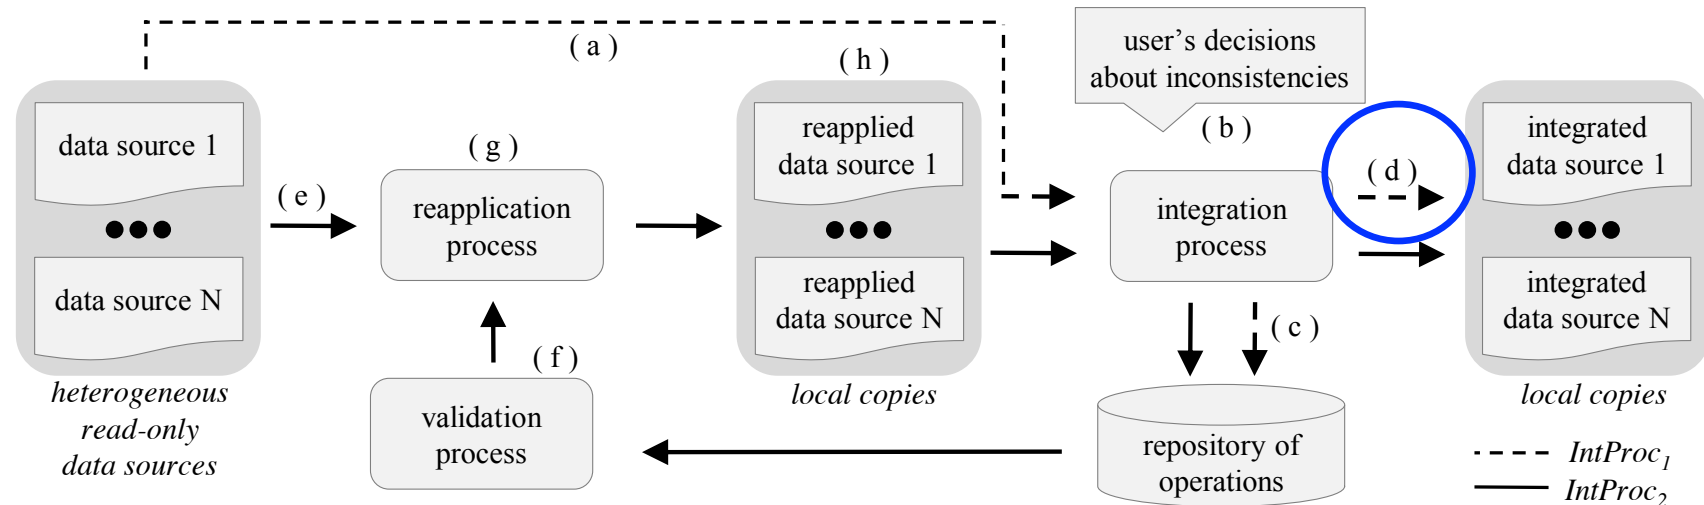 ( a )
user's decisions
about inconsistencies
( h )
data source 1
( g )
reapplied
data source 1
( b )
( d )
integrated
data source 1
( e )
reapplication
process
integration
process
data source N
reapplied
data source N
integrated
data source N
( f )
( c )
heterogeneous
read-only
data sources
validation
process
local copies
repository of
operations
local copies
IntProc1
IntProc2